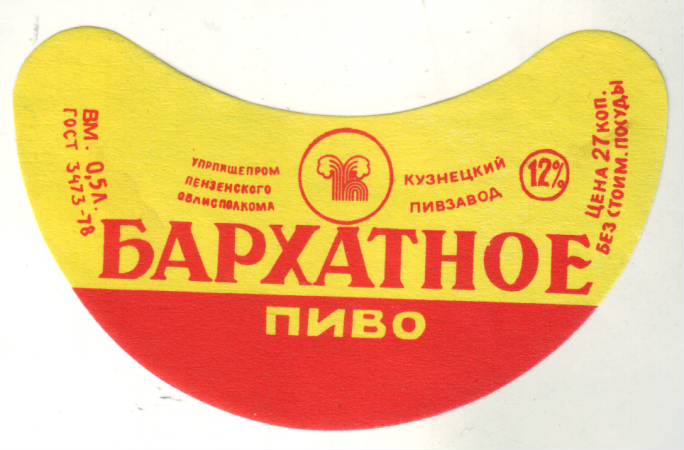 ВМ. 0,5 Л.
ГОСТ 3473-78
УПРПИЩЕПРОМ
ПЕНЗЕНСКОГО
ОБЛИСПОЛКОМА
К
КУЗНЕЦКИЙ
ПИВЗАВОД
12%
ЦЕНА 27 КОП.
БЕЗ СТОИМ. ПОСУДЫ
БАРХАТНОЕ
ПИВО